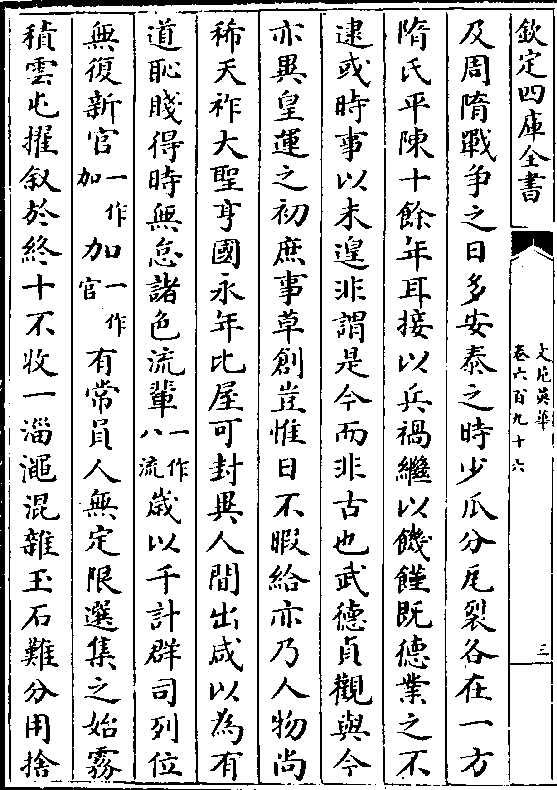 欽定四庫全書
文苑英華
卷六百九十六
三
及周隋戰争之日多安泰之時少瓜分瓦裂各在一方
隋氏平陳十餘年耳接以兵禍繼以饑饉既德業之不
逮或時事以未遑非謂是今而非古也武德貞觀與今
亦異皇運之初庶事草創豈惟日不暇給亦乃人物尚
稀天祚大聖亨國永年比屋可封異人間出咸以為有
道恥賤得時無怠諸色流輩一作八流嵗以千計群司列位
無復新官一作加加一作官有常員人無定限選集之始霧
積雲屯擢叙於終十不收一淄澠混雜玉石難分用捨